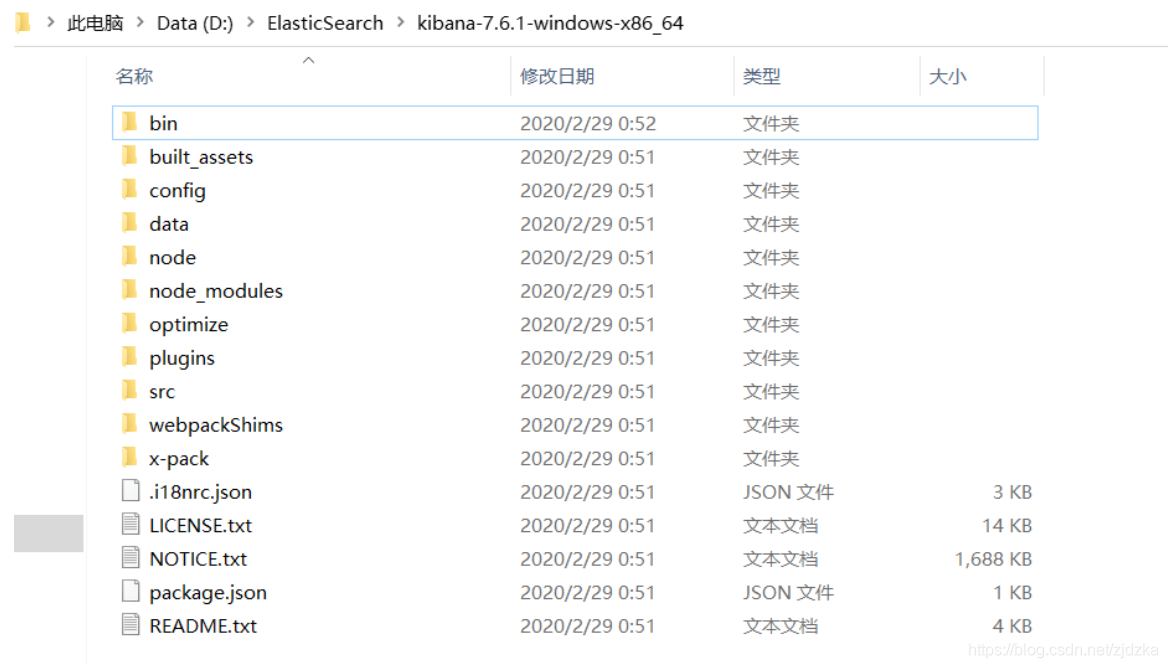 此电脑 > Data (D:) > ElasticSearch > kibana-7.6.1-windows-x86_64
名称 修改日期 类型 大小
bin 2020/2/29 0:52 文件夹
built_assets 2020/2/29 0:51 文件夹
config 2020/2/29 0:51 文件夹
data 2020/2/29 0:51 文件夹
node 2020/2/29 0:51 文件夹
node_modules 2020/2/29 0:51 文件夹
optimize 2020/2/29 0:51 文件夹
plugins 2020/2/29 0:51 文件夹
src 2020/2/29 0:51 文件夹
webpackShims 2020/2/29 0:51 文件夹
x-pack 2020/2/29 0:51 文件夹
.i18nrc.json 2020/2/29 0:51 JSON 文件 3 KB
LICENSE.txt 2020/2/29 0:51 文本文档 14 KB
NOTICE.txt 2020/2/29 0:51 文本文档 1,688 KB
package.json 2020/2/29 0:51 JSON 文件 1 KB
README.txt 2020/2/29 0:51 文本文档 4 KB
https://blog.csdn.net/zjdzka